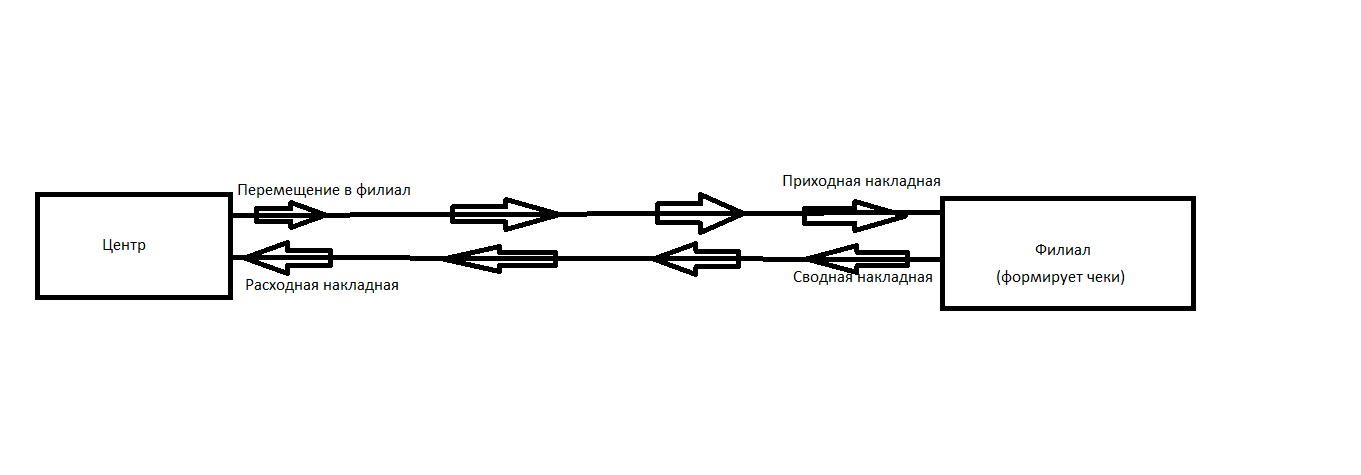 Перемещение в филиал
Приходная накладная
Центр
Филиал
(формирует чеки)
Расходная накладная
Сводная накладная